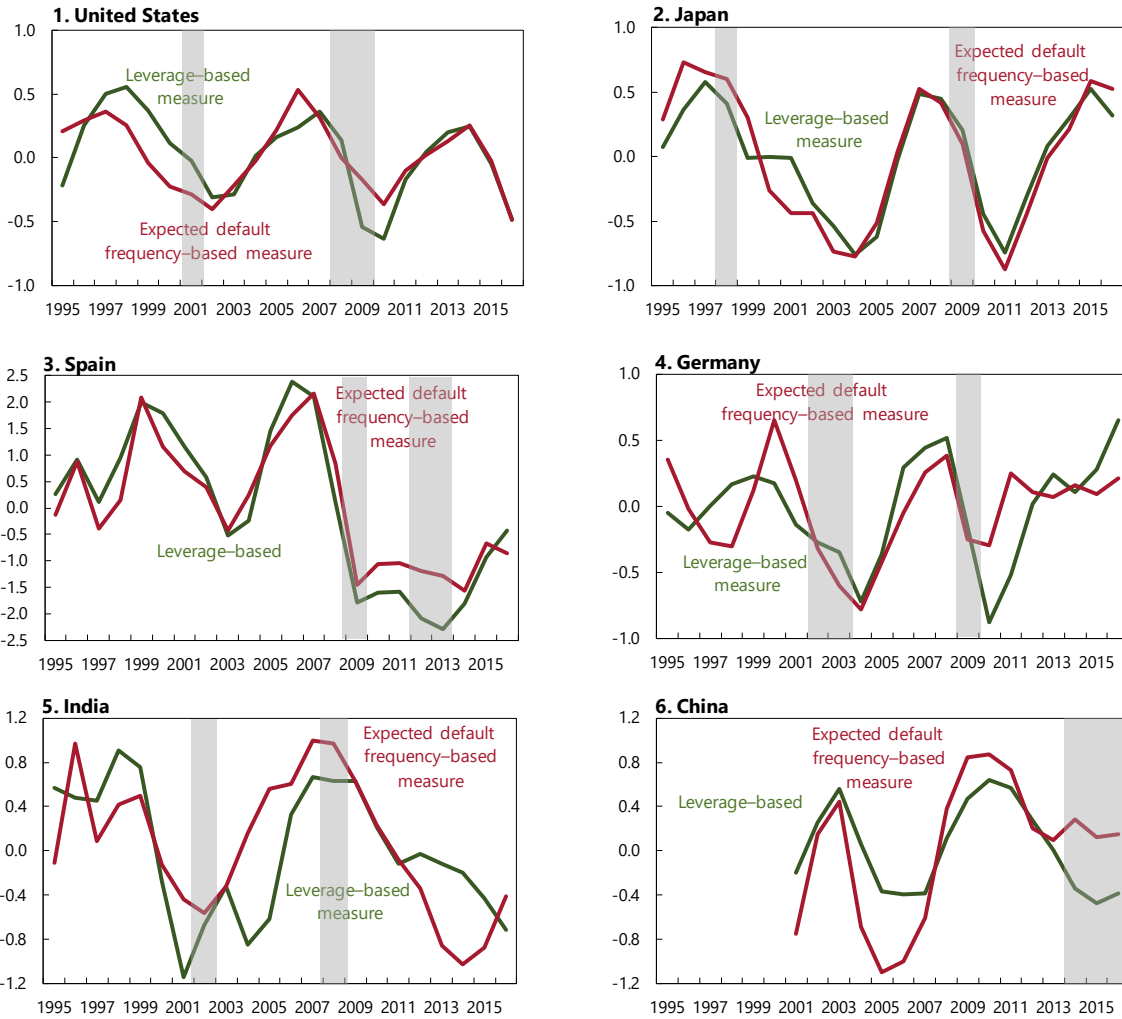 1. United States
1.0
0.5
0.0
-0.5
-1.0
Leverage–based
measure
Expected default
frequency–based measure
1995 1997 1999 2001 2003 2005 2007 2009 2011 2013 2015
2. Japan
1.0
0.5
0.0
-0.5
-1.0
Expected default
frequency–based
measure
Leverage–based
measure
1995 1997 1999 2001 2003 2005 2007 2009 2011 2013 2015
3. Spain
2.5
2.0
1.5
1.0
0.5
0.0
-0.5
-1.0
-1.5
-2.0
-2.5
Expected default
frequency–based
measure
Leverage–based
1995 1997 1999 2001 2003 2005 2007 2009 2011 2013 2015
4. Germany
1.0
0.5
0.0
-0.5
-1.0
Expected default
frequency–based measure
Leverage–based
measure
1995 1997 1999 2001 2003 2005 2007 2009 2011 2013 2015
5. India
1.2
0.8
0.4
0.0
-0.4
-0.8
-1.2
Expected default
frequency–based
measure
Leverage–based
measure
1995 1997 1999 2001 2003 2005 2007 2009 2011 2013 2015
6. China
1.2
0.8
0.4
0.0
-0.4
-0.8
-1.2
Expected default
frequency–based
measure
Leverage–based
1995 1997 1999 2001 2003 2005 2007 2009 2011 2013 2015